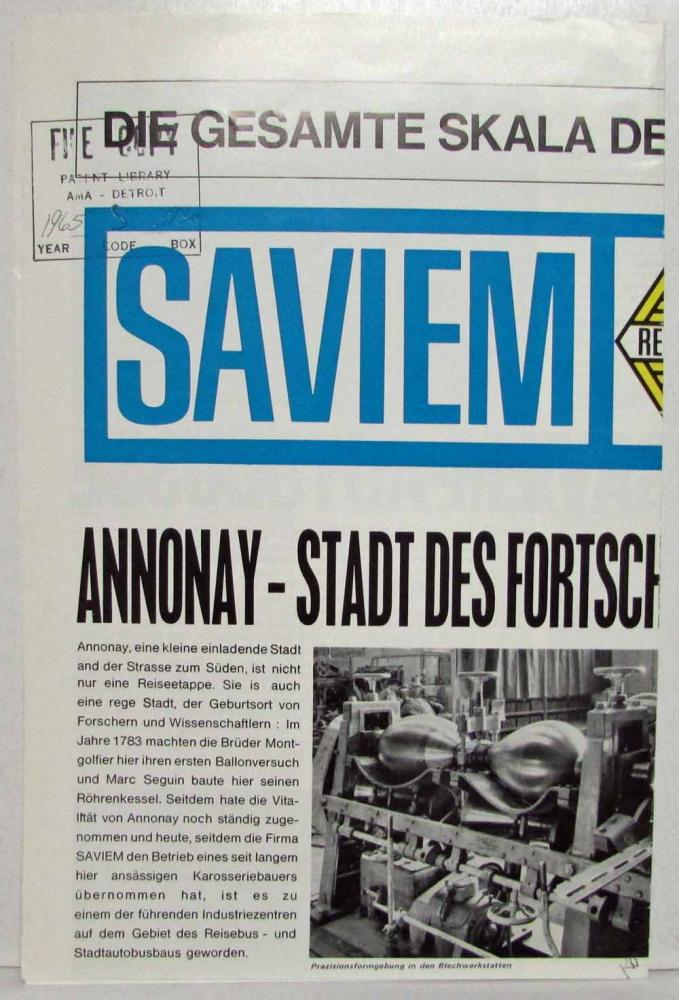 DIE GESAMTE SKALA DE
FILE COPY
PATENT LIBRARY
AMA - DETROIT
1965 S
YEAR CODE BOX
SAVIEM
RE
ANNONAY - STADT DES FORTSCH
Annonay, eine kleine einladende Stadt
and der Strasse zum Süden, ist nicht
nur eine Reiseetappe. Sie is auch
eine rege Stadt, der Geburtsort von
Forschern und Wissenschaftlern : Im
Jahre 1783 machten die Brüder Mont-
golfier hier ihren ersten Ballonversuch
und Marc Seguin baute hier seinen
Röhrenkessel. Seitdem hate die Vita-
lität von Annonay noch ständig zuge-
nommen und heute, seitdem die Firma
SAVIEM den Betrieb eines seit langem
hier ansässigen Karosseriebauers
übernommen hat, ist es zu
einem der führenden Industriezentren
auf dem Gebiet des Reisebus - und
Stadtautobusbaus geworden.
Prazisionsformgebung in den Blechwerkstatten